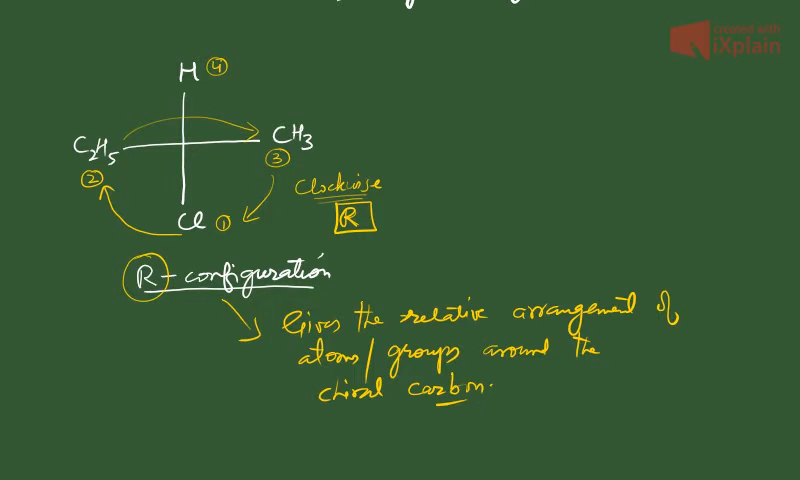 created with
iXplain
H ④
C₂H₅ CH₃
② ③
Clockwise
Cl ① R
R-configuration
Gives the relative arrangement of
atoms/groups around the
chiral carbon.